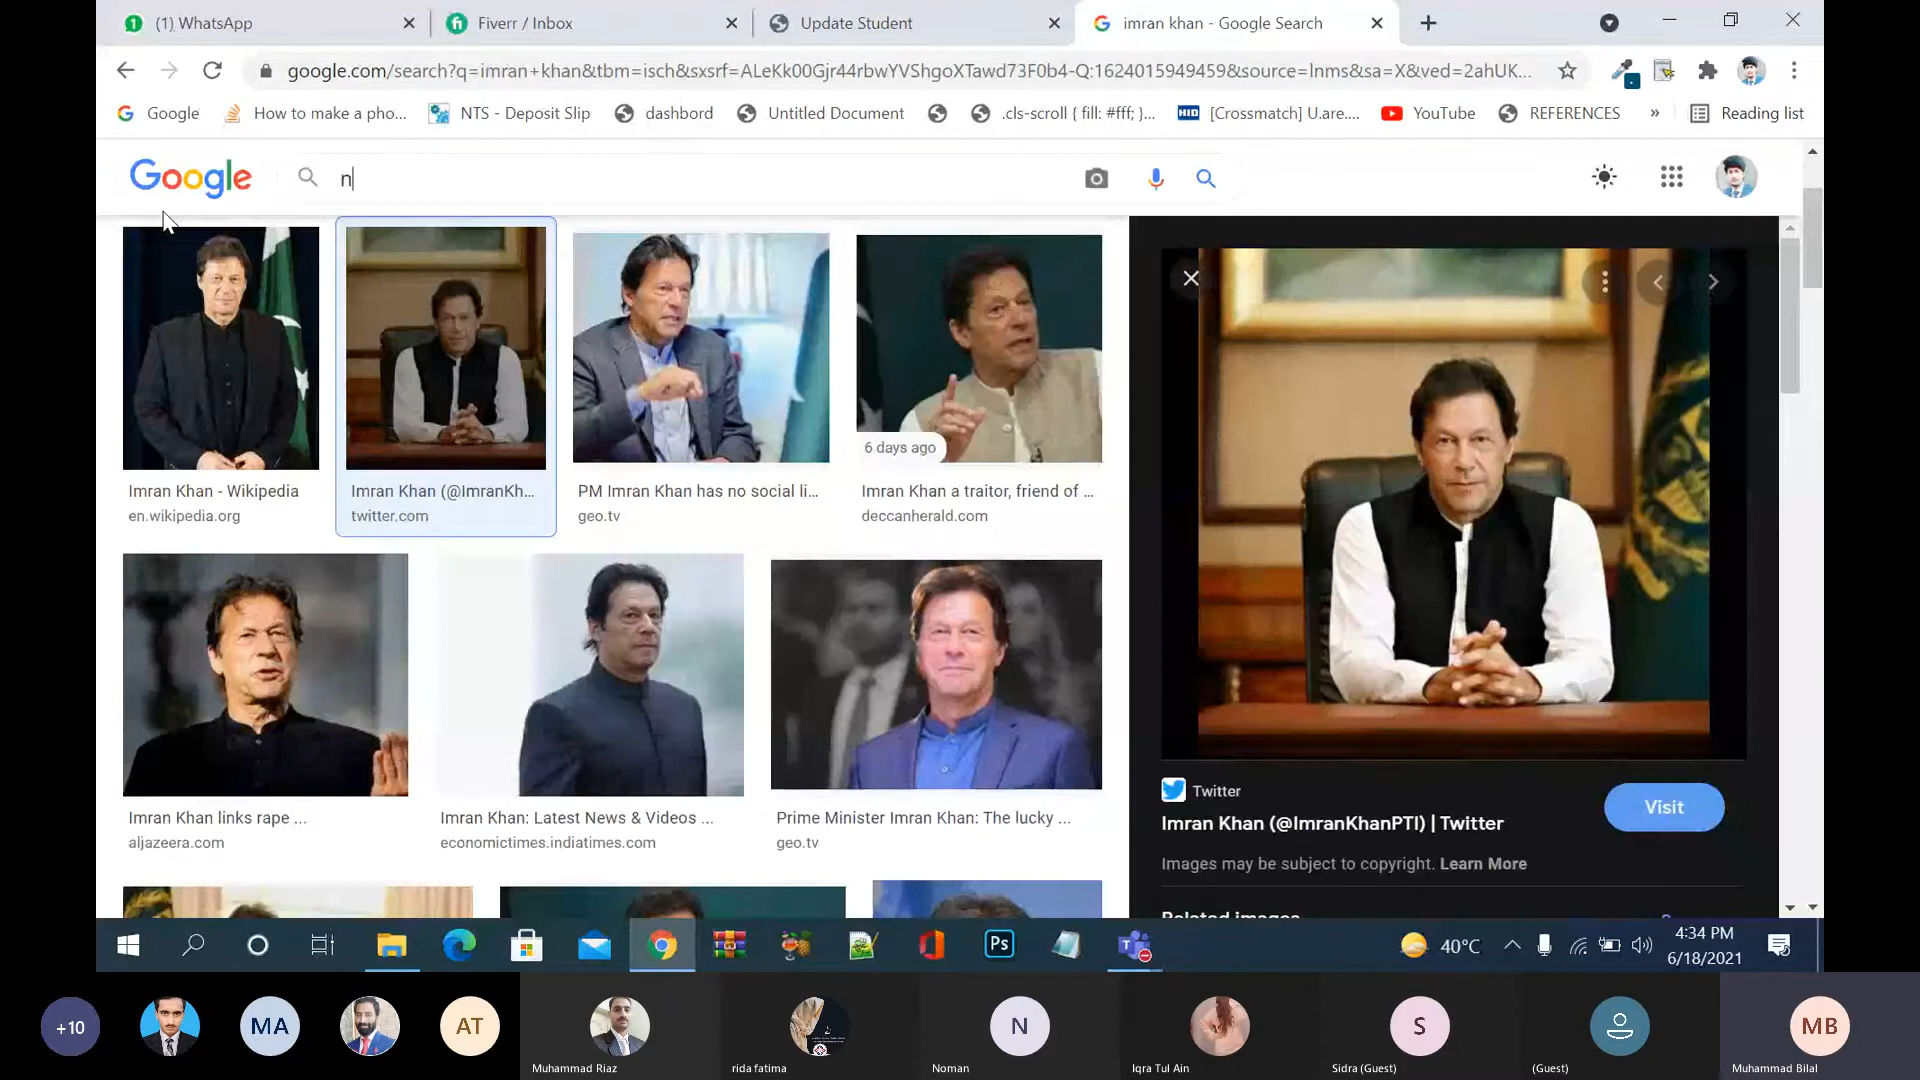 (1) WhatsApp
Fiverr / Inbox
Update Student
imran khan - Google Search
google.com/search?q=imran+khan&tbm=isch&sxsrf=ALeKk00Gjr44rbwYVShgoXTawd73F0b4-Q:1624015949459&source=lnms&sa=X&ved=2ahUK...
Google
How to make a pho...
NTS - Deposit Slip
dashbord
Untitled Document
.cls-scroll { fill: #fff; }...
HID
[Crossmatch] U.are....
YouTube
REFERENCES
»
Reading list
Google
n
6 days ago
Imran Khan - Wikipedia
en.wikipedia.org
Imran Khan (@ImranKh...
twitter.com
PM Imran Khan has no social li...
geo.tv
Imran Khan a traitor, friend of ...
deccanherald.com
Imran Khan links rape ...
aljazeera.com
Imran Khan: Latest News & Videos ...
economictimes.indiatimes.com
Prime Minister Imran Khan: The lucky ...
geo.tv
Twitter
Imran Khan (@ImranKhanPTI) | Twitter
Visit
Images may be subject to copyright. Learn More
Related images
Ps
40°C
4:34 PM
6/18/2021
+10
MA
AT
N
S
MB
Muhammad Riaz
rida fatima
Noman
Iqra Tul Ain
Sidra (Guest)
(Guest)
Muhammad Bilal